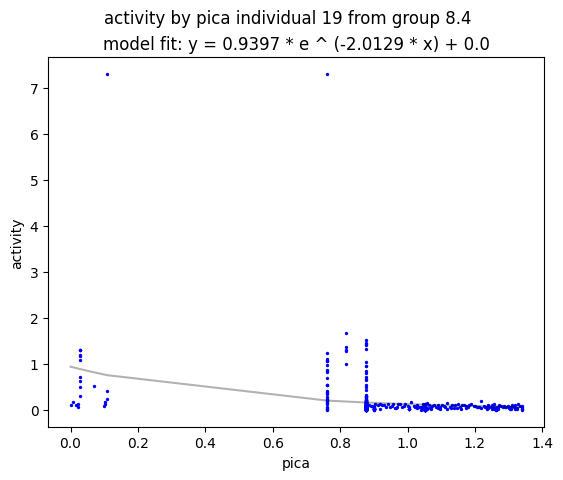 activity by pica individual 19 from group 8.4
model fit: y = 0.9397 * e ^ (-2.0129 * x) + 0.0
7
6
5
4
3
2
1
0
activity
0.0 0.2 0.4 0.6 0.8 1.0 1.2 1.4
pica